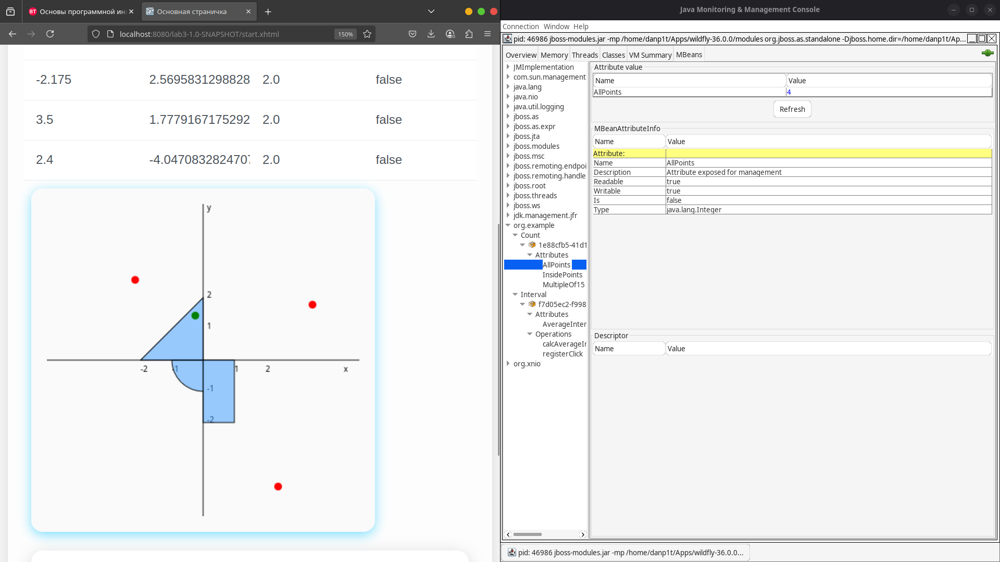 Основы программной ин
Основная страничка
localhost:8080/lab3-1.0-SNAPSHOT/start.xhtml
150%
-2.175 2.5695831298828 2.0 false
3.5 1.7779167175292 2.0 false
2.4 -4.0470832824707 2.0 false
y
2
1
-2 -1 1 2 x
-1
-2
Java Monitoring & Management Console
Connection Window Help
pid: 46986 jboss-modules.jar -mp /home/danp1t/Apps/wildfly-36.0.0/modules org.jboss.as.standalone -Djboss.home.dir=/home/danp1t/Ap...
Overview Memory Threads Classes VM Summary MBeans
JMImplementation
com.sun.management
java.lang
java.nio
java.util.logging
jboss.as
jboss.as.expr
jboss.jta
jboss.modules
jboss.msc
jboss.remoting.endpoi
jboss.remoting.handle
jboss.root
jboss.threads
jboss.ws
jdk.management.jfr
org.example
Count
1e88cfb5-41d1
Attributes
AllPoints
InsidePoints
MultipleOf15
Interval
f7d05ec2-f998
Attributes
AverageInter
Operations
calcAverageIn
registerClick
org.xnio
Attribute value
Name Value
AllPoints 4
Refresh
MBeanAttributeInfo
Name Value
Attribute:
Name AllPoints
Description Attribute exposed for management
Readable true
Writable true
Is false
Type java.lang.Integer
Descriptor
Name Value
pid: 46986 jboss-modules.jar -mp /home/danp1t/Apps/wildfly-36.0.0...